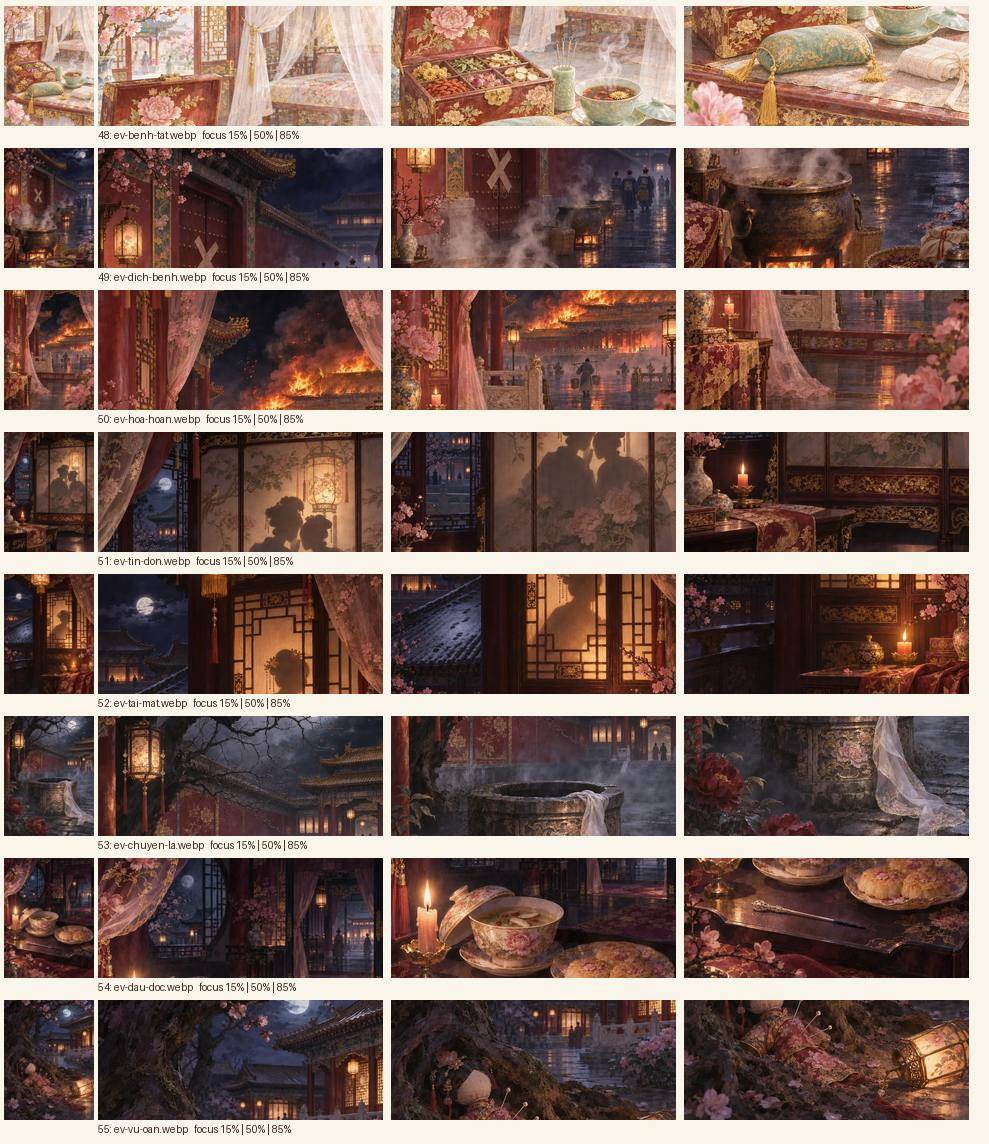 48: ev-benh-tat.webp focus 15% | 50% | 85%
49: ev-dich-benh.webp focus 15% | 50% | 85%
50: ev-hoa-hoan.webp focus 15% | 50% | 85%
51: ev-tin-don.webp focus 15% | 50% | 85%
52: ev-tai-mat.webp focus 15% | 50% | 85%
53: ev-chuyen-la.webp focus 15% | 50% | 85%
54: ev-dau-doc.webp focus 15% | 50% | 85%
55: ev-vu-oan.webp focus 15% | 50% | 85%